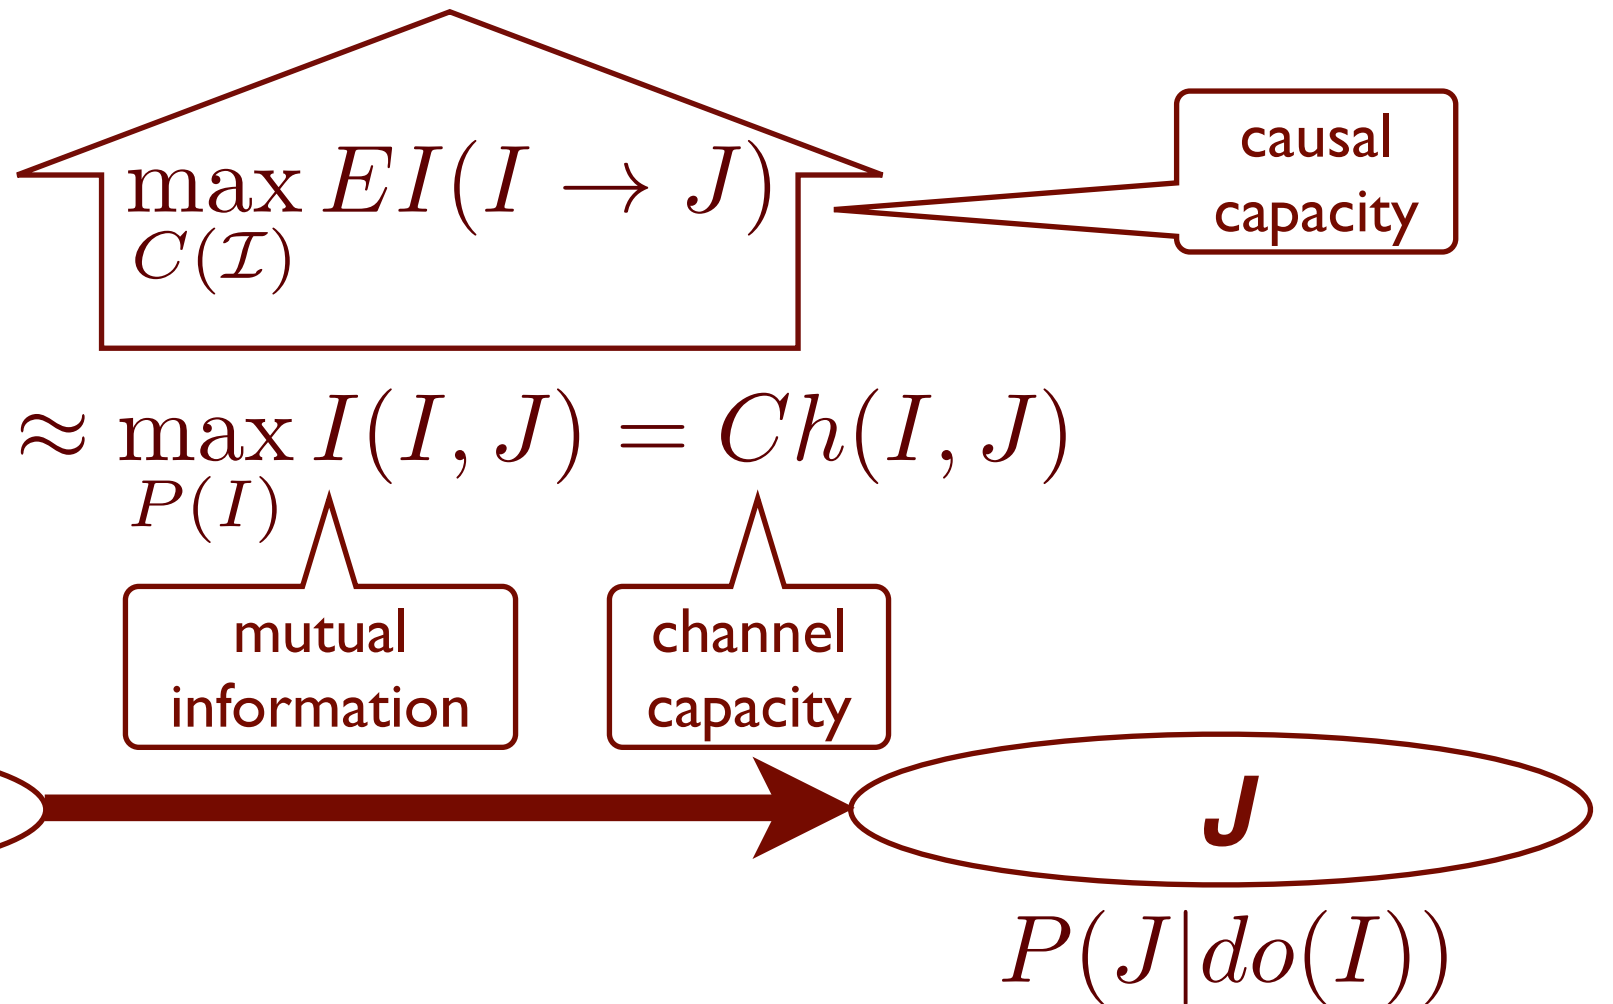 max EI(I → J)
C(ℐ)
causal
capacity
≈ max I(I, J) = Ch(I, J)
P(I)
mutual
information
channel
capacity
J
P(J|do(I))